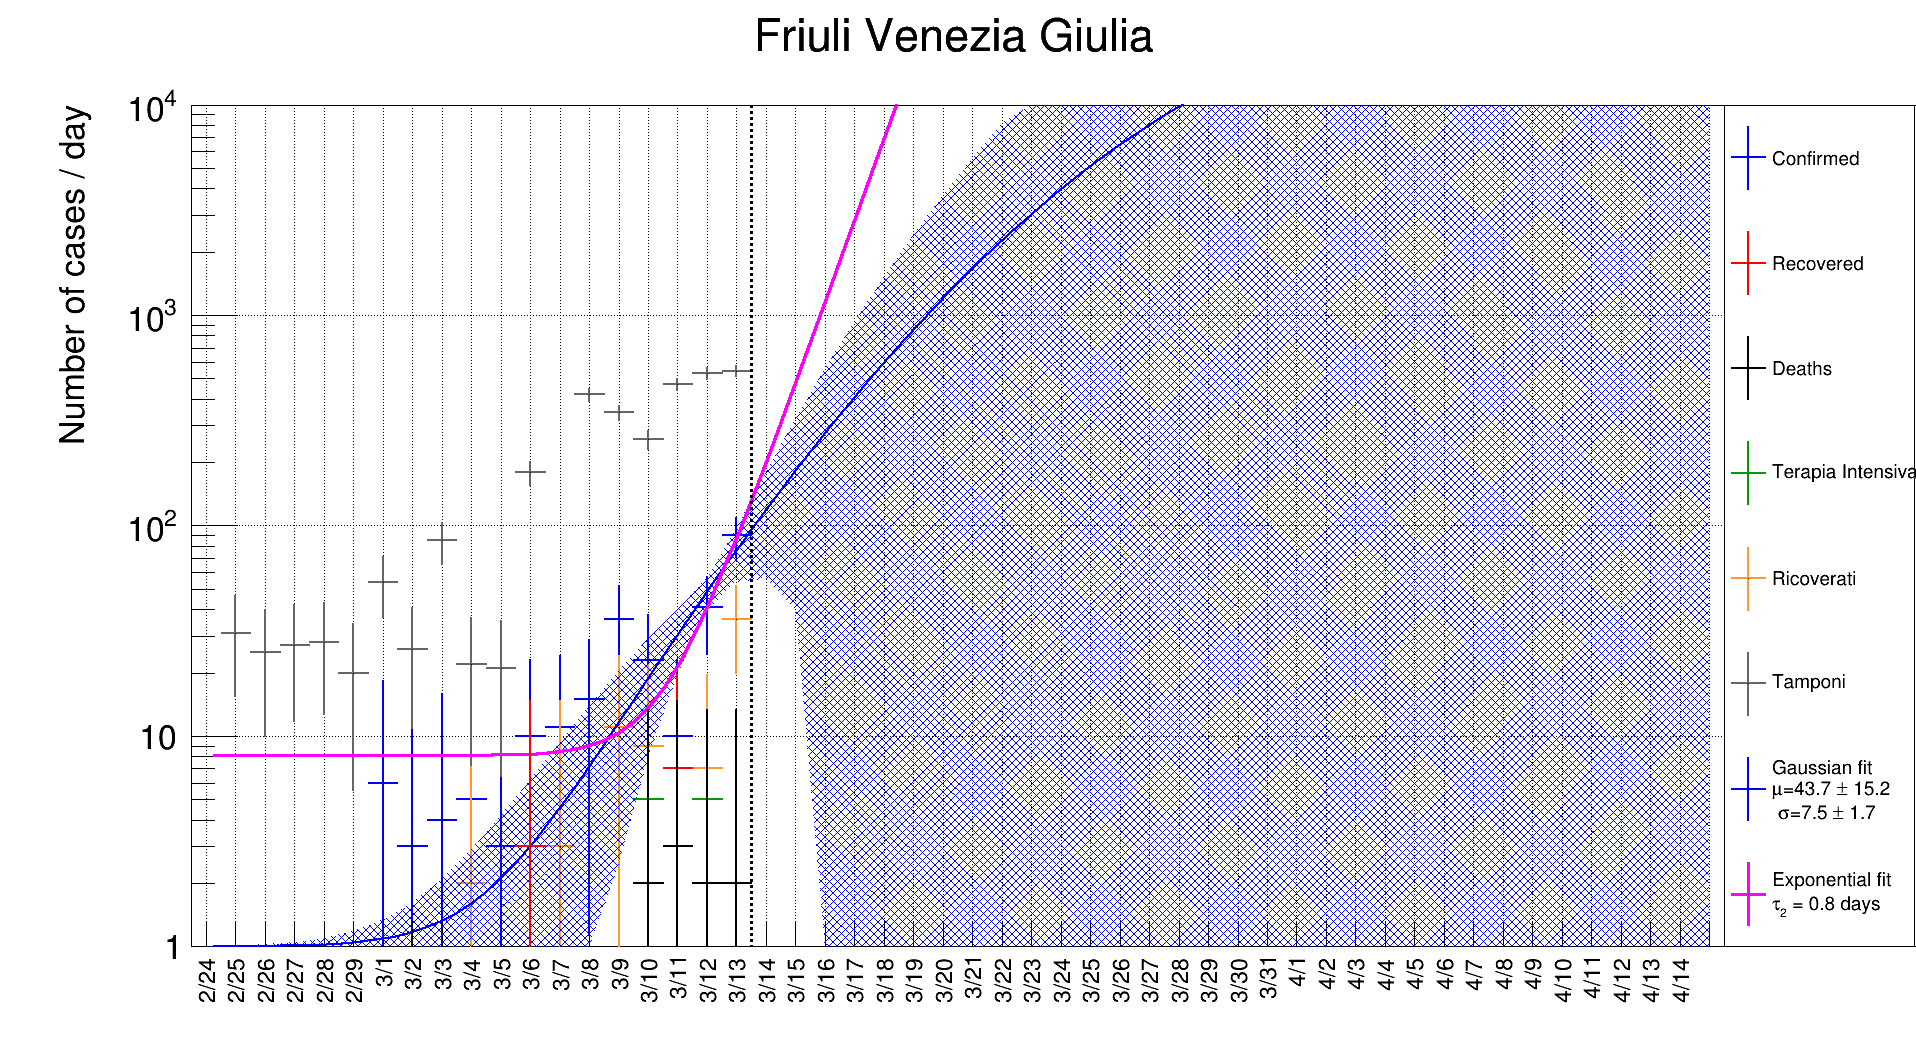 Friuli Venezia Giulia
Number of cases / day
10⁴
10³
10²
10
1
2/24 2/25 2/26 2/27 2/28 2/29 3/1 3/2 3/3 3/4 3/5 3/6 3/7 3/8 3/9 3/10 3/11 3/12 3/13 3/14 3/15 3/16 3/17 3/18 3/19 3/20 3/21 3/22 3/23 3/24 3/25 3/26 3/27 3/28 3/29 3/30 3/31 4/1 4/2 4/3 4/4 4/5 4/6 4/7 4/8 4/9 4/10 4/11 4/12 4/13 4/14
Confirmed
Recovered
Deaths
Terapia Intensiva
Ricoverati
Tamponi
Gaussian fit
μ=43.7 ± 15.2
σ=7.5 ± 1.7
Exponential fit
τ₂ = 0.8 days